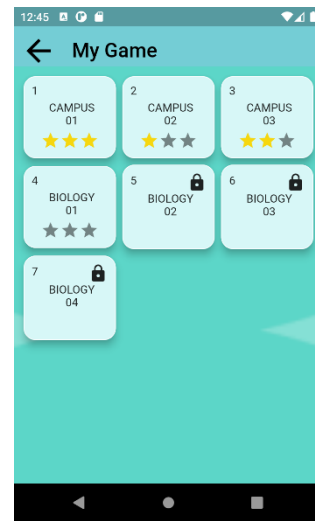 12:45
My Game
1
CAMPUS
01
2
CAMPUS
02
3
CAMPUS
03
4
BIOLOGY
01
5
BIOLOGY
02
6
BIOLOGY
03
7
BIOLOGY
04